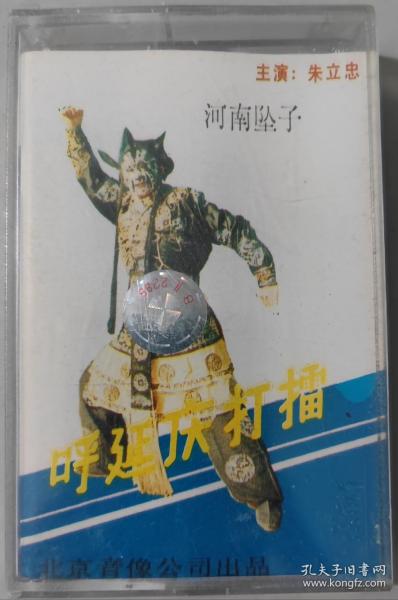 主演：朱立忠
河南坠子
呼延庆打擂
北京音像公司出品
孔夫子旧书网
www.kongfz.com